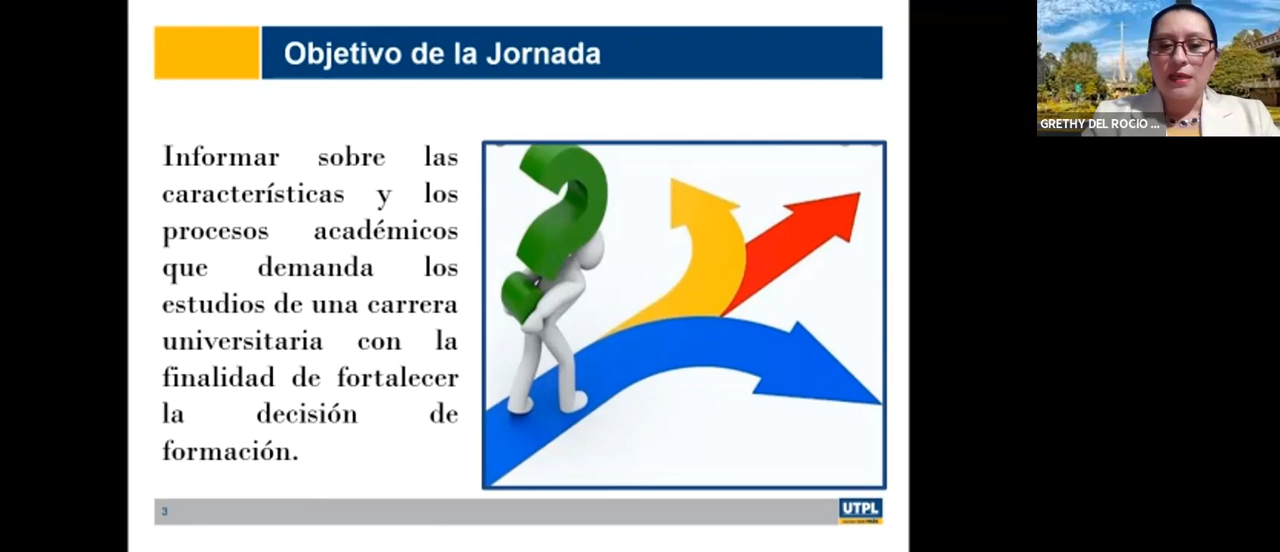 Objetivo de la Jornada
Informar sobre las
características y los
procesos académicos
que demanda los
estudios de una carrera
universitaria con la
finalidad de fortalecer
la decisión de
formación.
3
UTPL
GRETHY DEL ROCIO ...